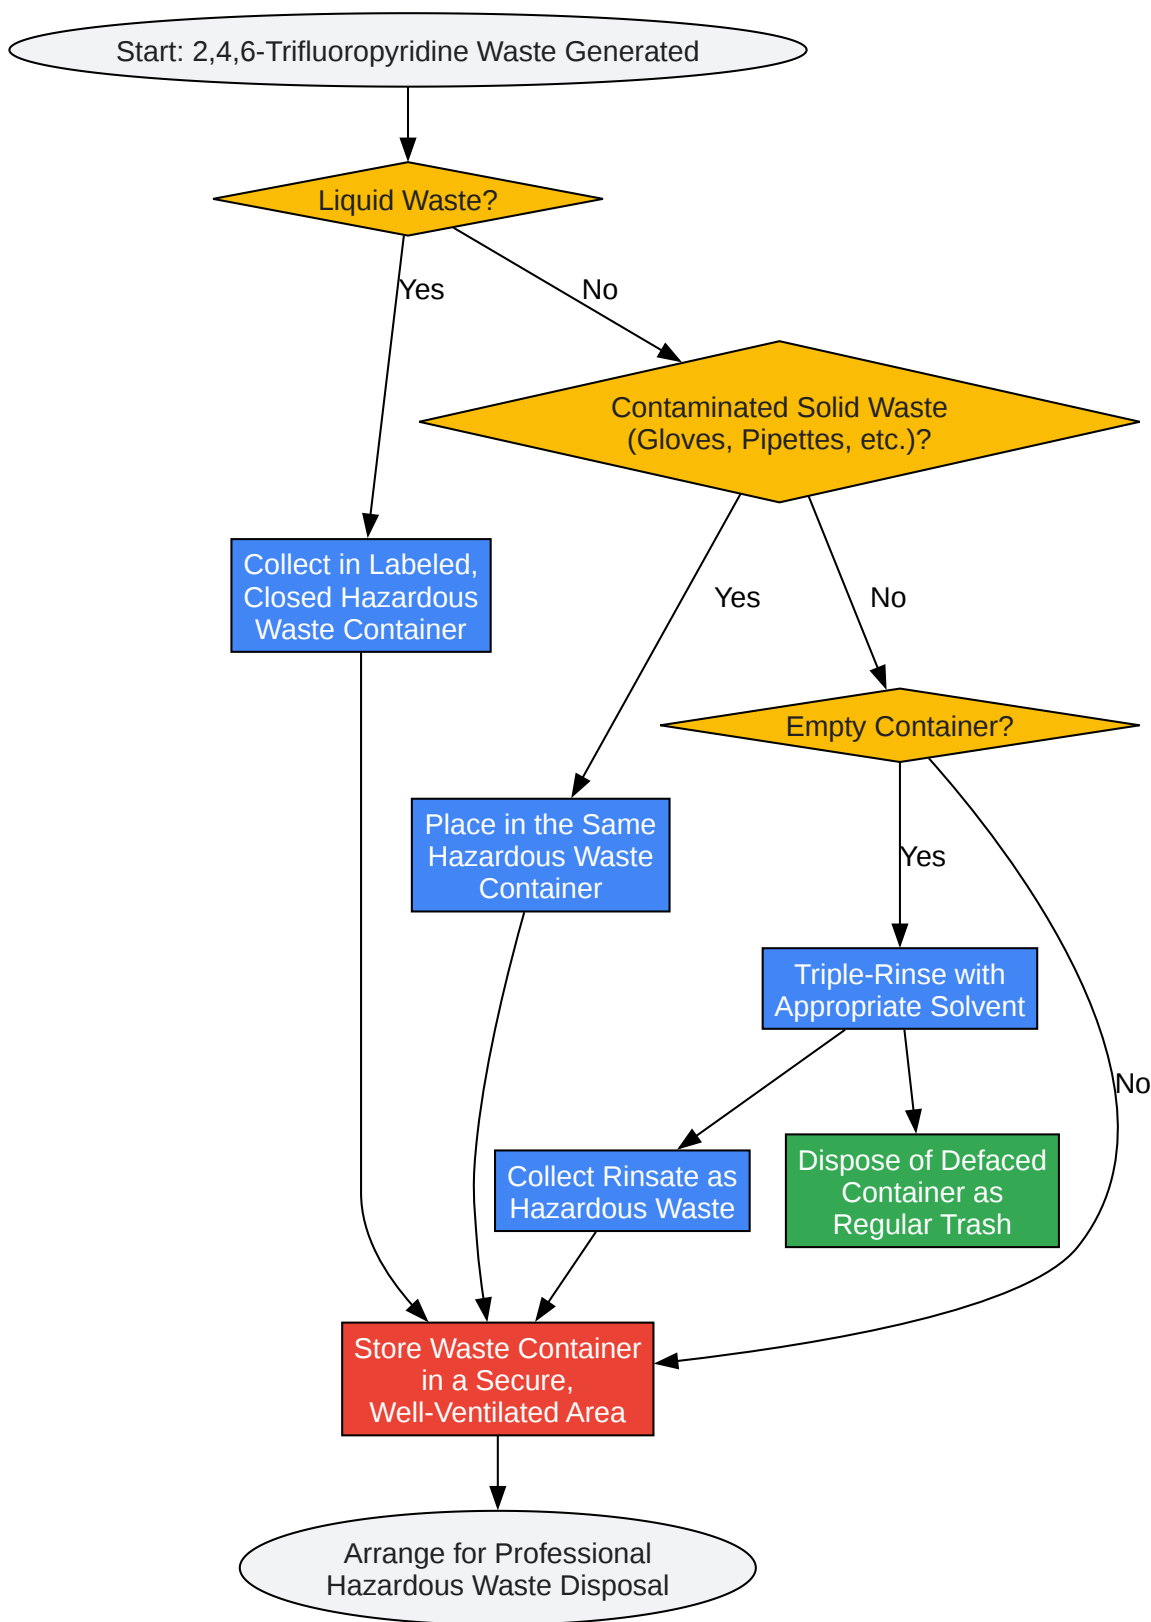 Start: 2,4,6-Trifluoropyridine Waste Generated
Liquid Waste?
Yes
No
Contaminated Solid Waste
(Gloves, Pipettes, etc.)?
Collect in Labeled,
Closed Hazardous
Waste Container
Yes
No
Empty Container?
Place in the Same
Hazardous Waste
Container
Yes
Triple-Rinse with
Appropriate Solvent
No
Collect Rinsate as
Hazardous Waste
Dispose of Defaced
Container as
Regular Trash
Store Waste Container
in a Secure,
Well-Ventilated Area
Arrange for Professional
Hazardous Waste Disposal